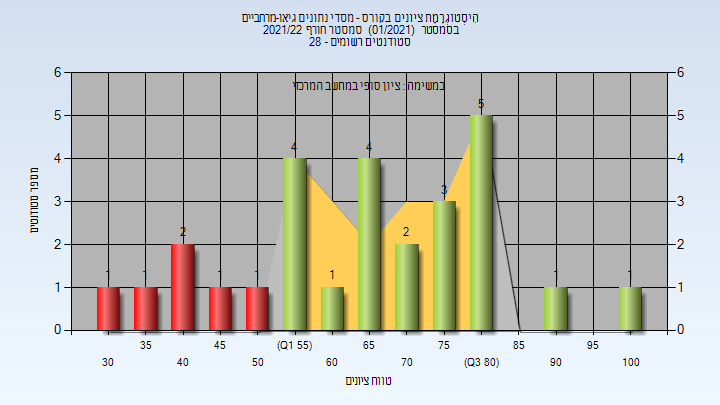 היסטוגרמת ציונים בקורס - מסדי נתונים גיאו-מרחביים
בסמסטר (01/2021) סמסטר חורף 2021/22
סטודנטים רשומים - 28
במשימה : ציון סופי במחשב המרכזי
6 6
5 5
4 4
3 3
2 2
1 1
0 0
1 1 2 1 1 4 1 4 2 3 5 1 1
מספר סטודנטים
35 45 (Q1 55) 65 75 85 95
30 40 50 60 70 (Q3 80) 90 100
טווח ציונים